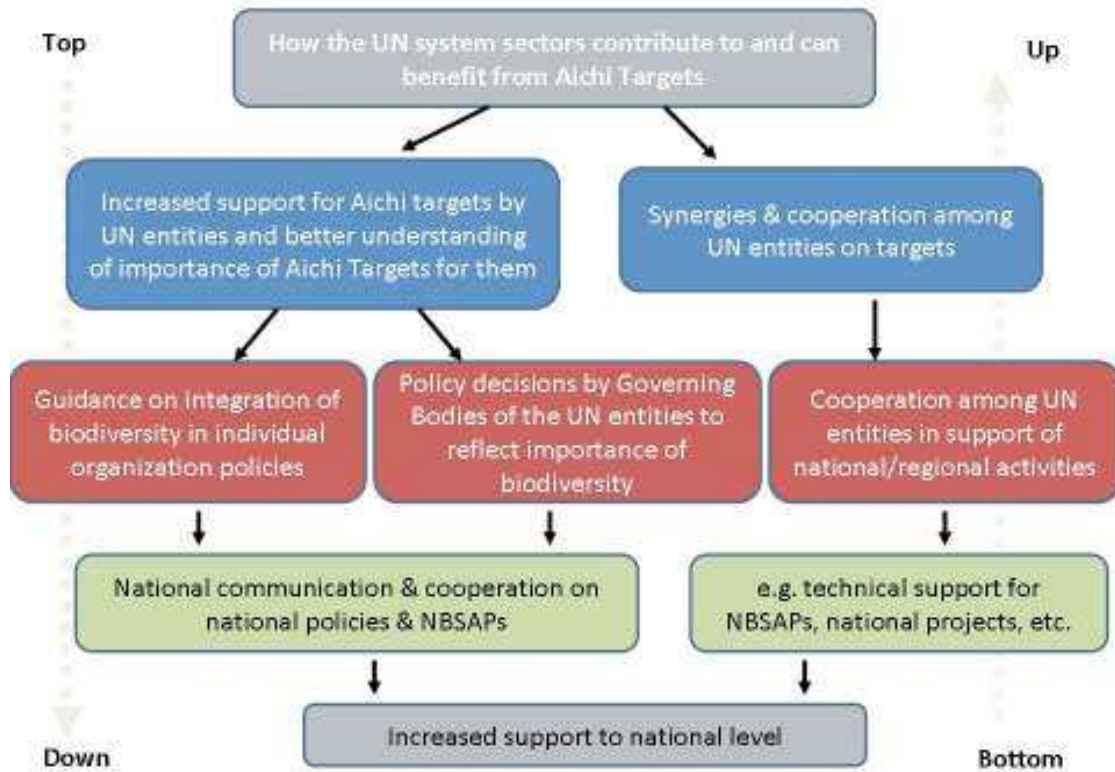 Top
How the UN system sectors contribute to and can
benefit from Aichi Targets
Up
Increased support for Aichi targets by
UN entities and better understanding
of importance of Aichi Targets for them
Synergies & cooperation among
UN entities on targets
Guidance on integration of
biodiversity in individual
organization policies
Policy decisions by Governing
Bodies of the UN entities to
reflect importance of
biodiversity
Cooperation among UN
entities in support of
national/regional activities
National communication & cooperation on
national policies & NBSAPs
e.g. technical support for
NBSAPs, national projects, etc.
Down
Increased support to national level
Bottom